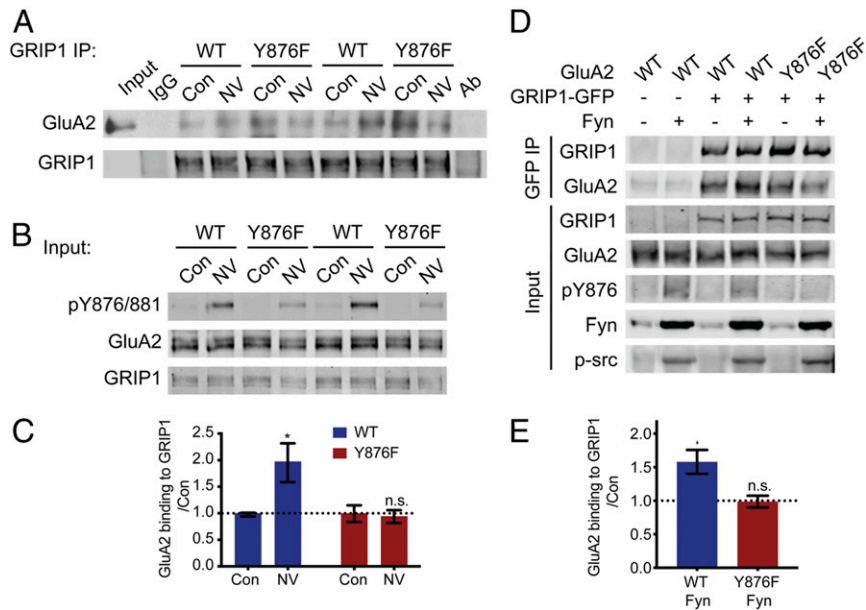 A
GRIP1 IP:
WT Y876F WT Y876F
Input IgG Con NV Con NV Con NV Con NV Ab
GluA2
GRIP1
B
Input:
WT Y876F WT Y876F
Con NV Con NV Con NV Con NV
pY876/881
GluA2
GRIP1
C
GluA2 binding to GRIP1
/Con
2.5
2.0
1.5
1.0
0.5
0.0
*
n.s.
WT
Y876F
Con NV Con NV
D
GluA2 WT WT WT WT Y876F Y876F
GRIP1-GFP - - + + + +
Fyn - + - + - +
GFP IP
GRIP1
GluA2
Input
GRIP1
GluA2
pY876
Fyn
p-src
E
GluA2 binding to GRIP1
/Con
2.0
1.5
1.0
0.5
0.0
*
n.s.
WT Y876F
Fyn Fyn